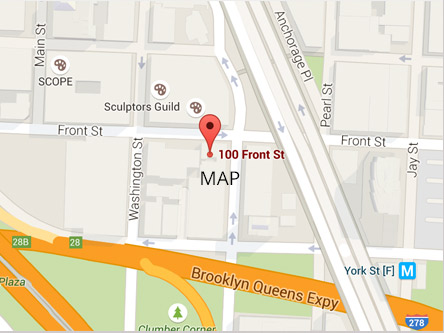 Main St
Anchorage Pl
Pearl St
SCOPE
Sculptors Guild
Front St
Front St
100 Front St
MAP
Washington St
Jay St
28B
28
Brooklyn Queens Expy
York St [F] M
278
Plaza
Clumber Corner